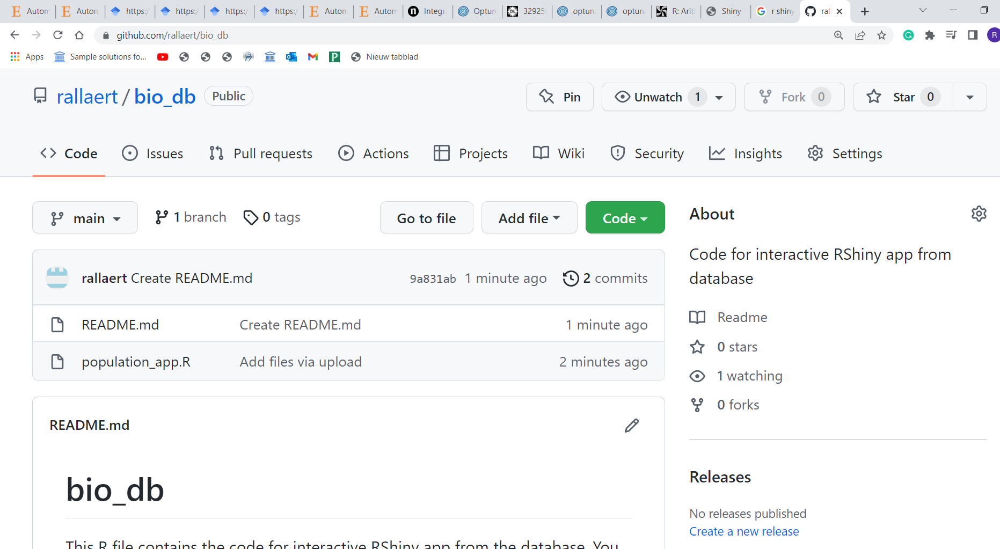 Autom Autom https:/ https:/ https:/ https:/ Autom Autom Integra Optun 32925 optuna optuna R: Arit Shiny r shiny rall
github.com/rallaert/bio_db R
Apps Sample solutions fo... Nieuw tabblad
rallaert / bio_db Public Pin Unwatch 1 Fork 0 Star 0
Code Issues Pull requests Actions Projects Wiki Security Insights Settings
main 1 branch 0 tags Go to file Add file Code
rallaert Create README.md 9a831ab 1 minute ago 2 commits
README.md Create README.md 1 minute ago
population_app.R Add files via upload 2 minutes ago
README.md
bio_db
This R file contains the code for interactive RShiny app from the database. You
About
Code for interactive RShiny app from
database
Readme
0 stars
1 watching
0 forks
Releases
No releases published
Create a new release